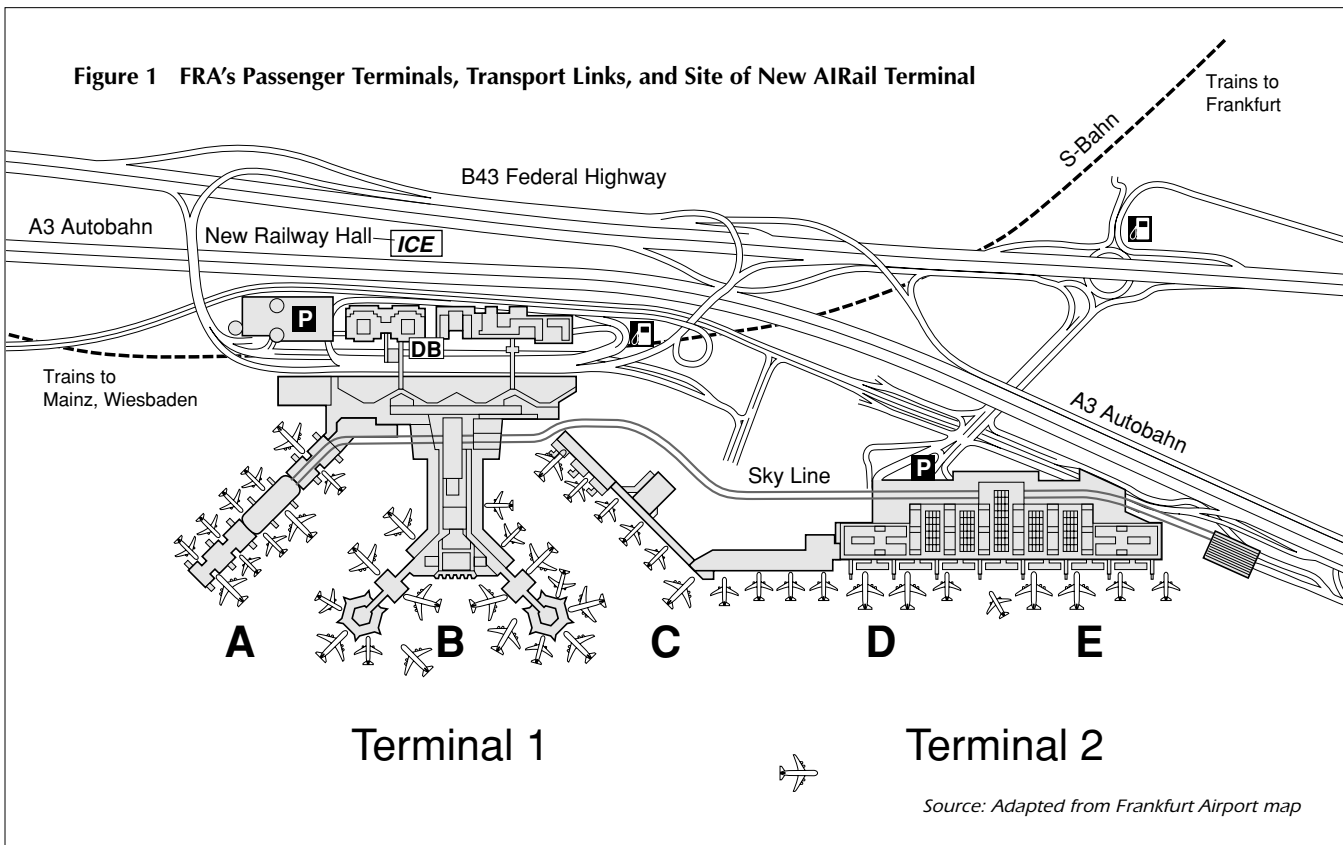 Figure 1 FRA's Passenger Terminals, Transport Links, and Site of New AIRail Terminal
Trains to
Frankfurt
S-Bahn
B43 Federal Highway
A3 Autobahn
New Railway Hall
ICE
P
DB
Trains to
Mainz, Wiesbaden
A3 Autobahn
Sky Line
P
A
B
C
D
E
Terminal 1
Terminal 2
Source: Adapted from Frankfurt Airport map